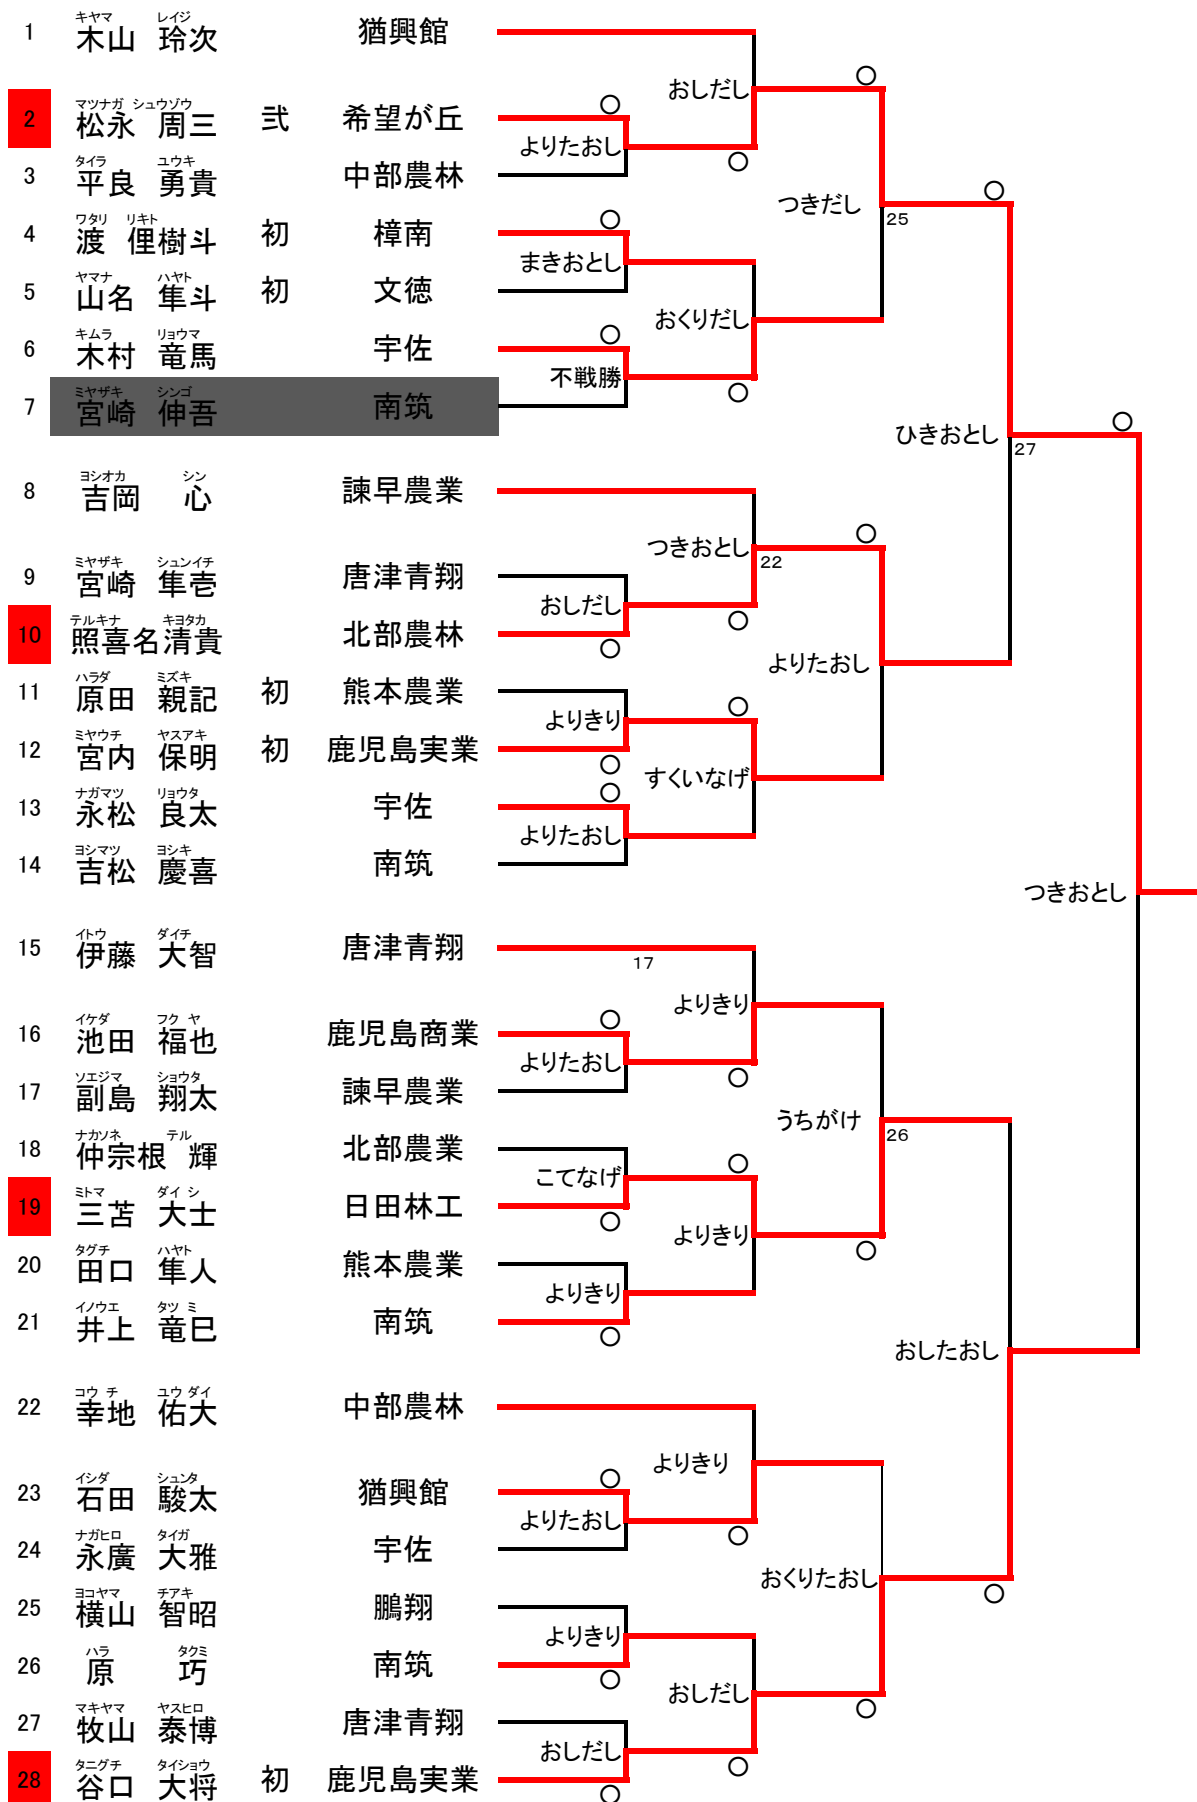 キヤマ レイジ
1 木山 玲次 猶興館
おしだし
マツナガ シュウゾウ
2 松永 周三 弐 希望が丘
よりたおし
タイラ ユウキ
3 平良 勇貴 中部農林
つきだし
25
ワタリ リキト
4 渡 俚樹斗 初 樟南
まきおとし
ヤマナ ハヤト
5 山名 隼斗 初 文徳
おくりだし
キムラ リョウマ
6 木村 竜馬 宇佐
不戦勝
ミヤザキ シンゴ
7 宮崎 伸吾 南筑
ひきおとし
27
ヨシオカ シン
8 吉岡 心 諫早農業
つきおとし
22
ミヤザキ シュンイチ
9 宮崎 隼壱 唐津青翔
おしだし
テルキナ キヨタカ
10 照喜名清貴 北部農林
よりたおし
ハラダ ミズキ
11 原田 親記 初 熊本農業
よりきり
ミヤウチ ヤスアキ
12 宮内 保明 初 鹿児島実業
すくいなげ
ナガマツ リョウタ
13 永松 良太 宇佐
よりたおし
ヨシマツ ヨシキ
14 吉松 慶喜 南筑
つきおとし
イトウ ダイチ
15 伊藤 大智 唐津青翔
17
よりきり
イケダ フク ヤ
16 池田 福也 鹿児島商業
よりたおし
ソエジマ ショウタ
17 副島 翔太 諫早農業
うちがけ
26
ナカソネ テル
18 仲宗根 輝 北部農業
こてなげ
ミトマ ダイ シ
19 三苫 大士 日田林工
よりきり
タグチ ハヤト
20 田口 隼人 熊本農業
よりきり
イノウエ タツ ミ
21 井上 竜巳 南筑
おしたおし
コウ チ ユウ ダイ
22 幸地 佑大 中部農林
よりきり
イシダ シュンタ
23 石田 駿太 猶興館
よりたおし
ナガヒロ タイガ
24 永廣 大雅 宇佐
おくりたおし
ヨコヤマ チアキ
25 横山 智昭 鵬翔
よりきり
ハラ タクミ
26 原 巧 南筑
おしだし
マキヤマ ヤスヒロ
27 牧山 泰博 唐津青翔
おしだし
タニグチ タイショウ
28 谷口 大将 初 鹿児島実業